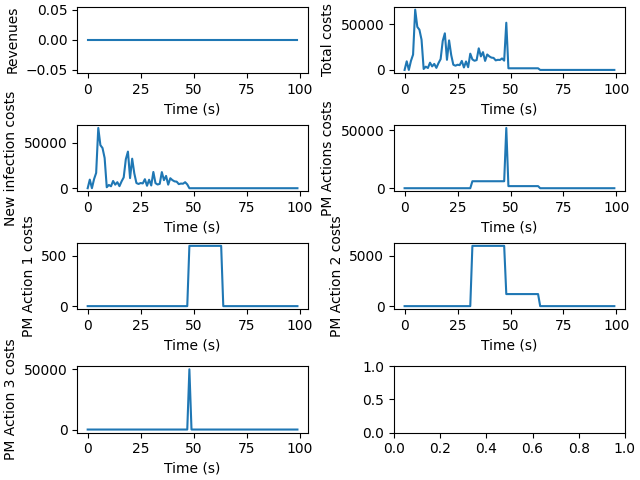 Revenues
0.05
0.00
−0.05
0 25 50 75 100
Time (s)
Total costs
50000
0
0 25 50 75 100
Time (s)
New infection costs
50000
0
0 25 50 75 100
Time (s)
PM Actions costs
50000
0
0 25 50 75 100
Time (s)
PM Action 1 costs
500
0
0 25 50 75 100
Time (s)
PM Action 2 costs
5000
0
0 25 50 75 100
Time (s)
PM Action 3 costs
50000
0
0 25 50 75 100
Time (s)
1.0
0.5
0.0
0.0 0.2 0.4 0.6 0.8 1.0